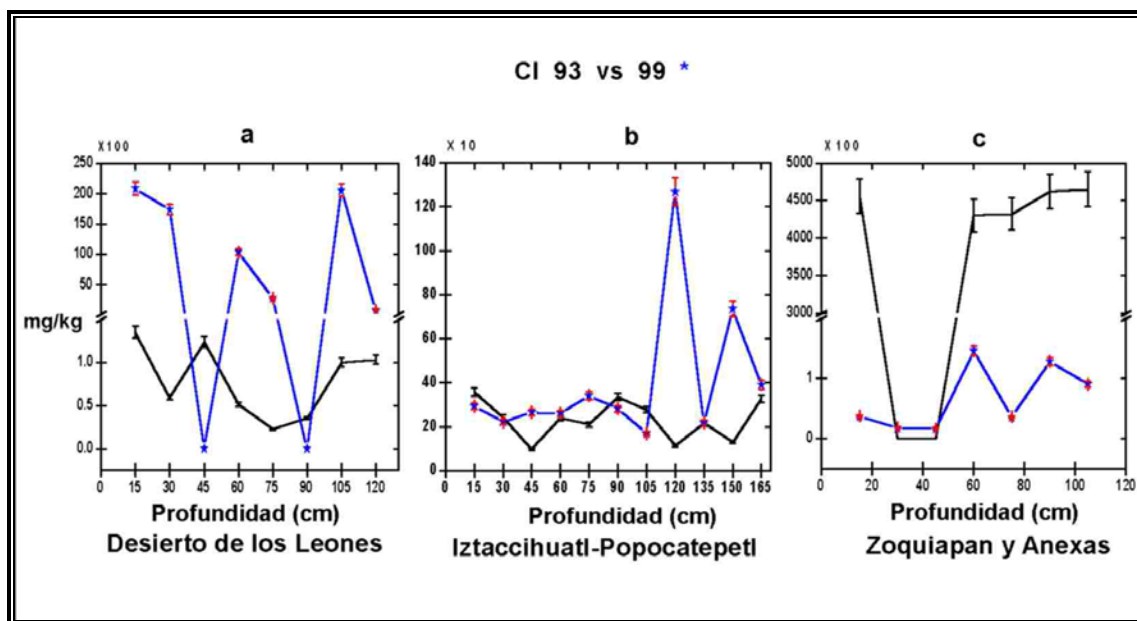 Cl 93 vs 99 *
a
X100
250
200
150
100
50
1.0
0.5
0.0
mg/kg
0 15 30 45 60 75 90 105 120
Profundidad (cm)
Desierto de los Leones
b
X 10
140
120
100
80
60
40
20
0
0 15 30 45 60 75 90 105 120 135 150 165
Profundidad (cm)
Iztaccihuatl-Popocatepetl
c
X 100
5000
4500
4000
3500
3000
1
0
0 20 40 60 80 100 120
Profundidad (cm)
Zoquiapan y Anexas